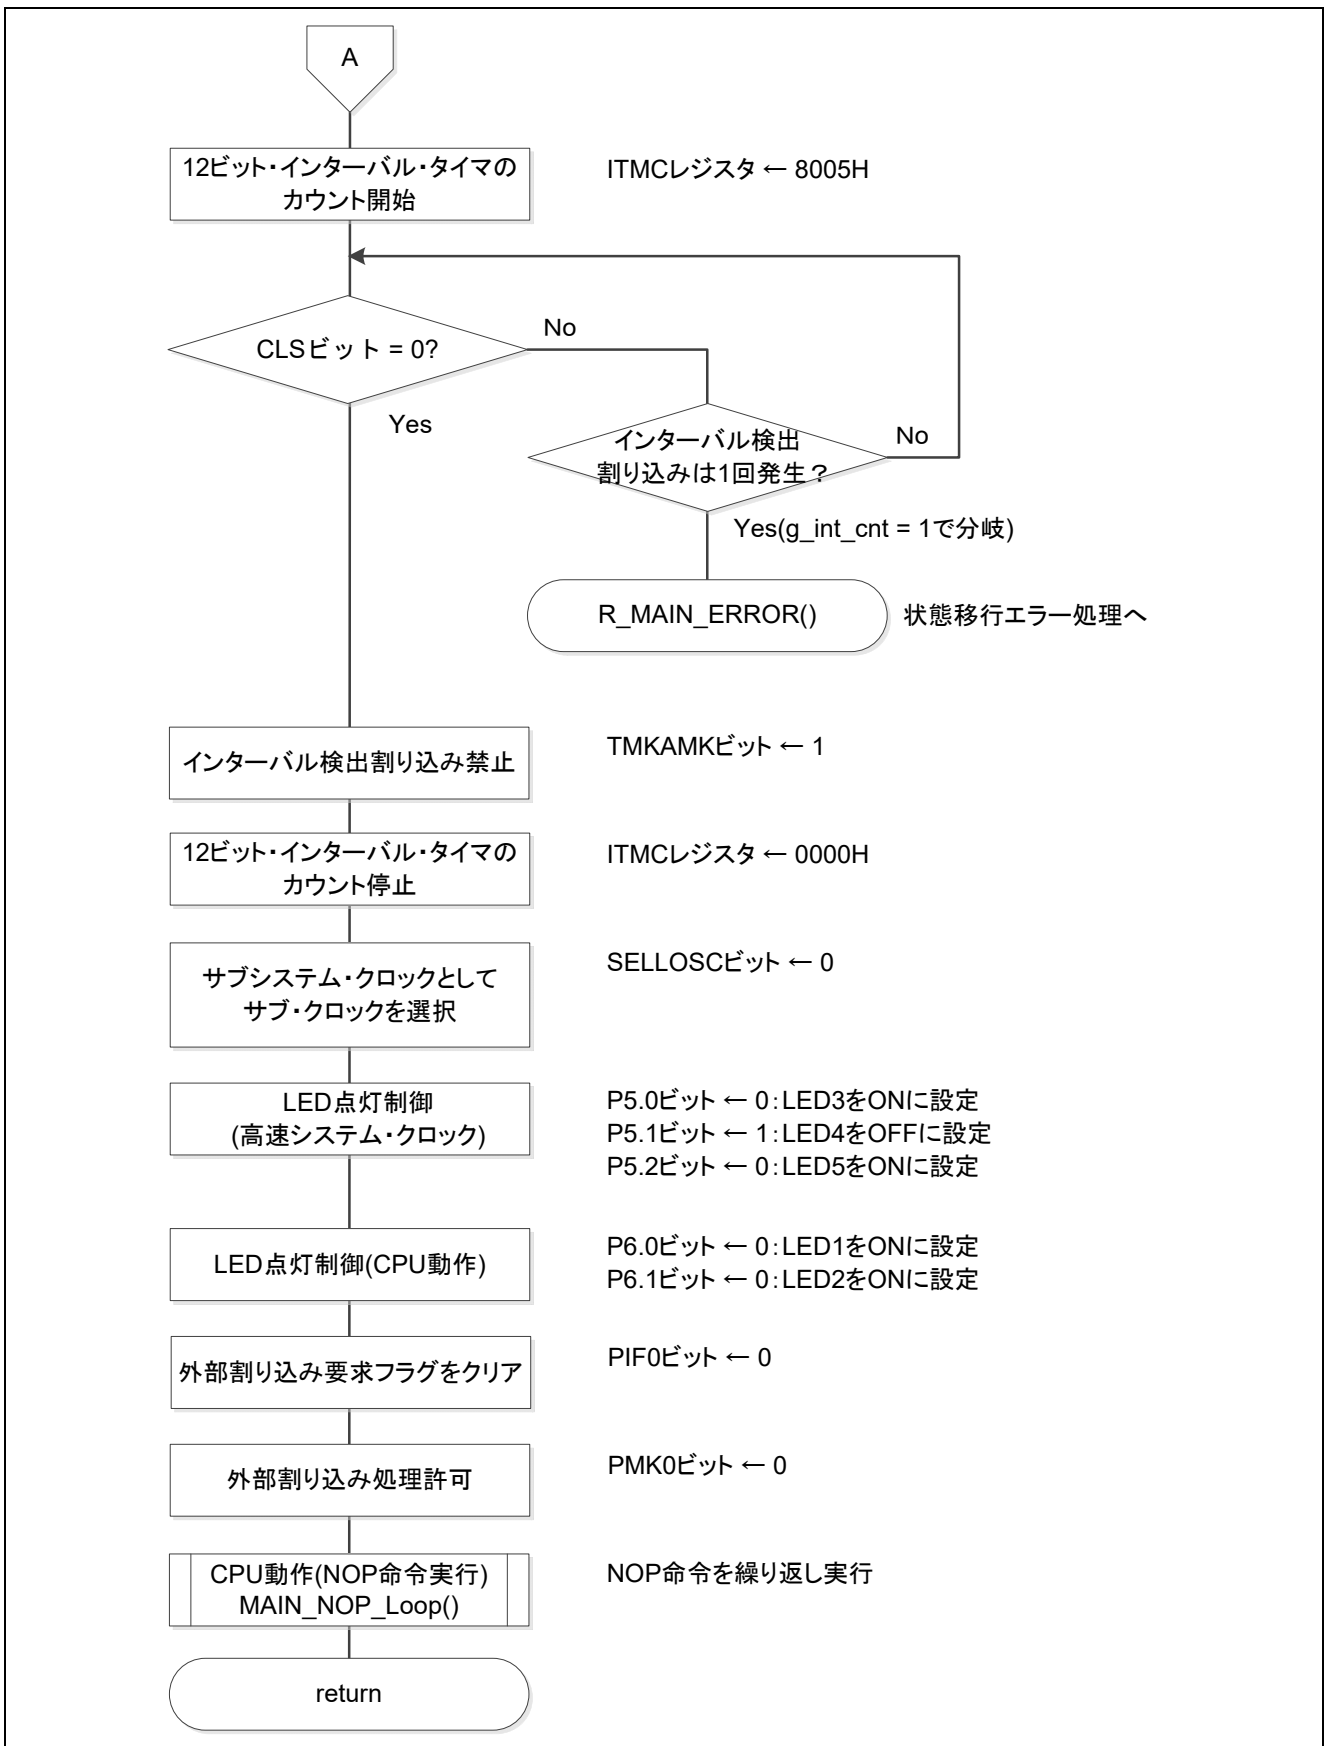 A
12ビット・インターバル・タイマの
カウント開始
ITMCレジスタ ← 8005H
CLSビット = 0?
No
Yes
インターバル検出
割り込みは1回発生？
No
Yes(g_int_cnt = 1で分岐)
R_MAIN_ERROR()
状態移行エラー処理へ
インターバル検出割り込み禁止
TMKAMKビット ← 1
12ビット・インターバル・タイマの
カウント停止
ITMCレジスタ ← 0000H
サブシステム・クロックとして
サブ・クロックを選択
SELLOSCビット ← 0
LED点灯制御
(高速システム・クロック)
P5.0ビット ← 0：LED3をONに設定
P5.1ビット ← 1：LED4をOFFに設定
P5.2ビット ← 0：LED5をONに設定
LED点灯制御(CPU動作)
P6.0ビット ← 0：LED1をONに設定
P6.1ビット ← 0：LED2をONに設定
外部割り込み要求フラグをクリア
PIF0ビット ← 0
外部割り込み処理許可
PMK0ビット ← 0
CPU動作(NOP命令実行)
MAIN_NOP_Loop()
NOP命令を繰り返し実行
return